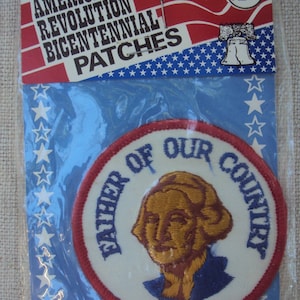 REVOLUTION
BICENTENNIAL
PATCHES
FATHER OF OUR COUNTRY